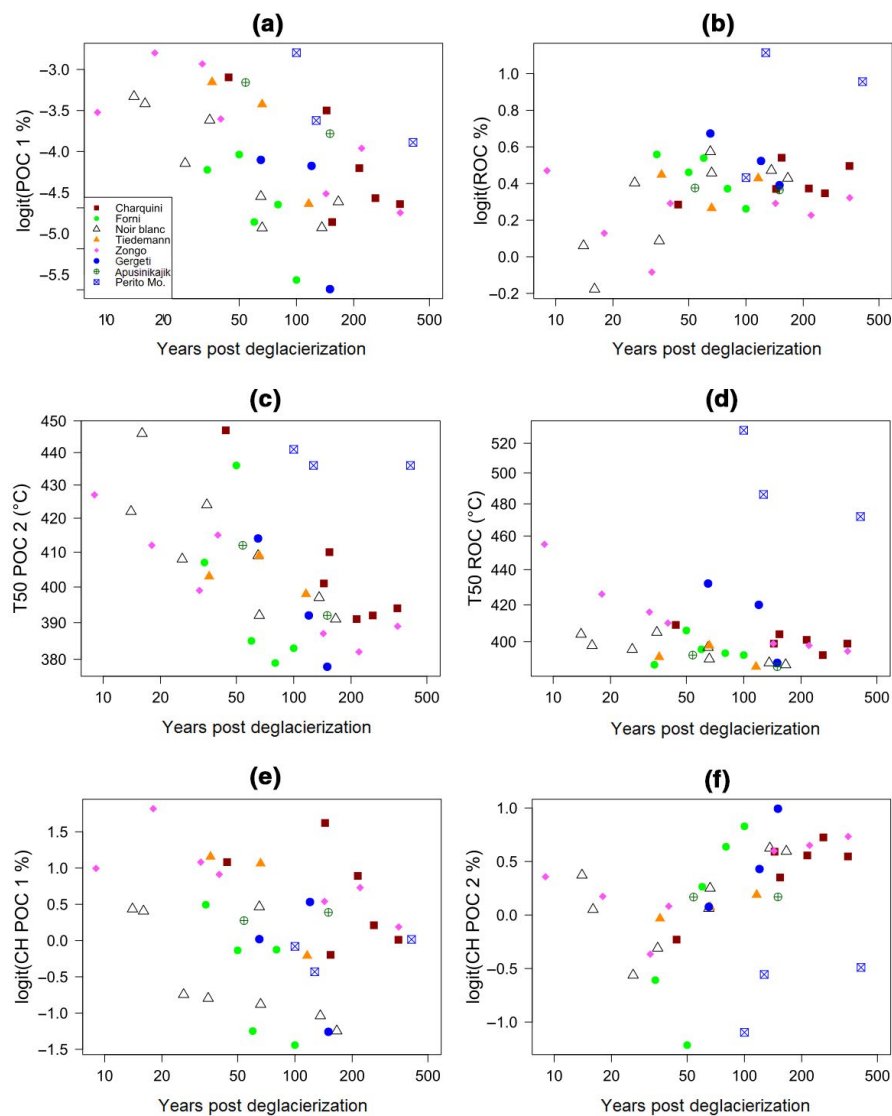 (a)
logit(POC 1 %)
−3.0
−3.5
−4.0
−4.5
−5.0
−5.5
Charquini
Forni
Noir blanc
Tiedemann
Zongo
Gergeti
Apusinikajik
Perito Mo.
10 20 50 100 200 500
Years post deglacierization
(b)
logit(ROC %)
1.0
0.8
0.6
0.4
0.2
0.0
−0.2
10 20 50 100 200 500
Years post deglacierization
(c)
T50 POC 2 (°C)
450
440
430
420
410
400
390
380
10 20 50 100 200 500
Years post deglacierization
(d)
T50 ROC (°C)
520
500
480
460
440
420
400
10 20 50 100 200 500
Years post deglacierization
(e)
logit(CH POC 1 %)
1.5
1.0
0.5
0.0
−0.5
−1.0
−1.5
10 20 50 100 200 500
Years post deglacierization
(f)
logit(CH POC 2 %)
1.0
0.5
0.0
−0.5
−1.0
10 20 50 100 200 500
Years post deglacierization